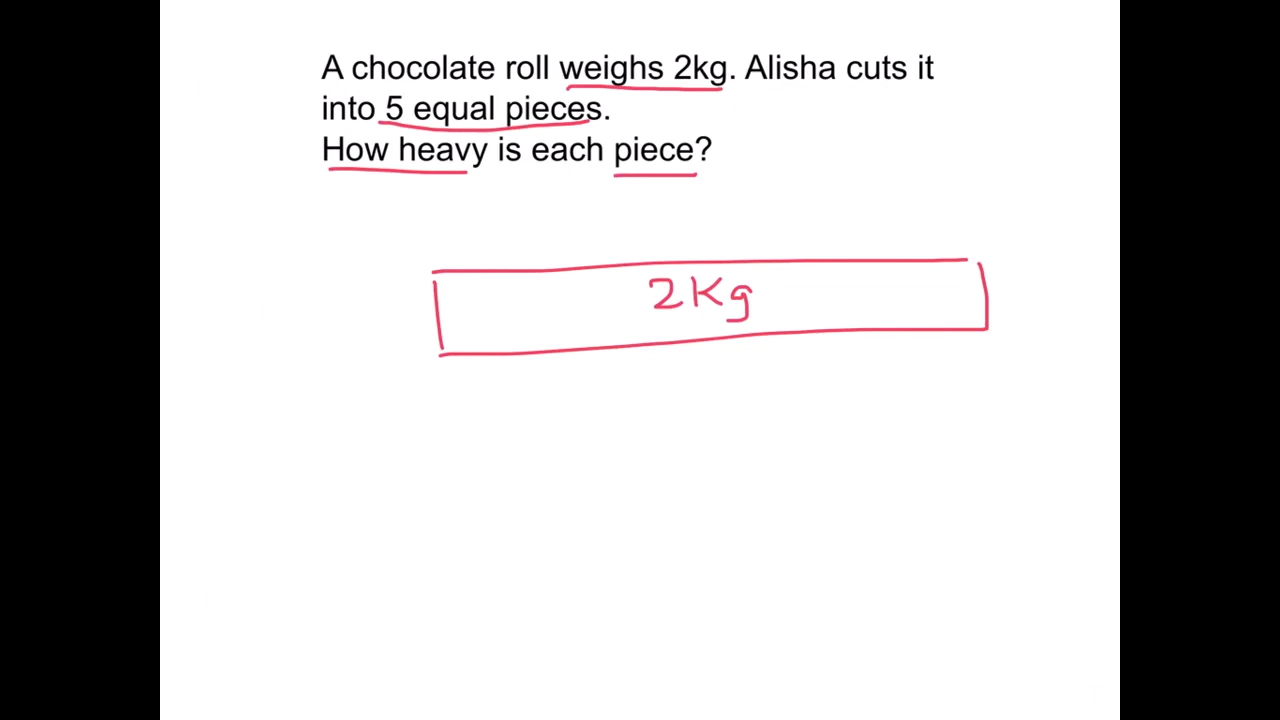 A chocolate roll weighs 2kg. Alisha cuts it
into 5 equal pieces.
How heavy is each piece?
2Kg